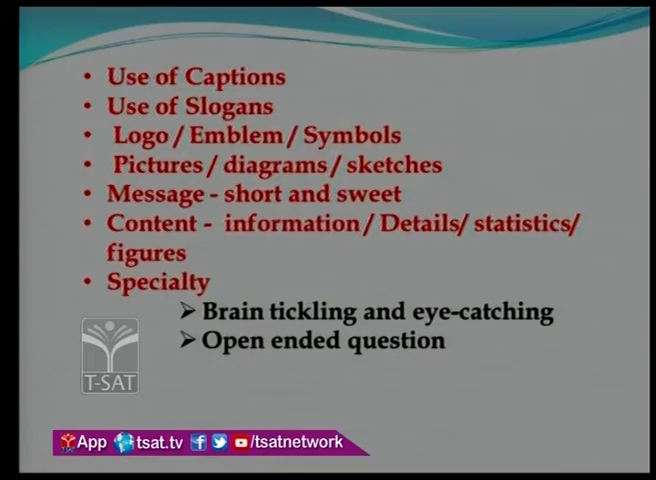 • Use of Captions
• Use of Slogans
• Logo / Emblem / Symbols
• Pictures / diagrams / sketches
• Message - short and sweet
• Content - information / Details/ statistics/
figures
• Specialty
➢ Brain tickling and eye-catching
➢ Open ended question
T-SAT
App tsat.tv /tsatnetwork